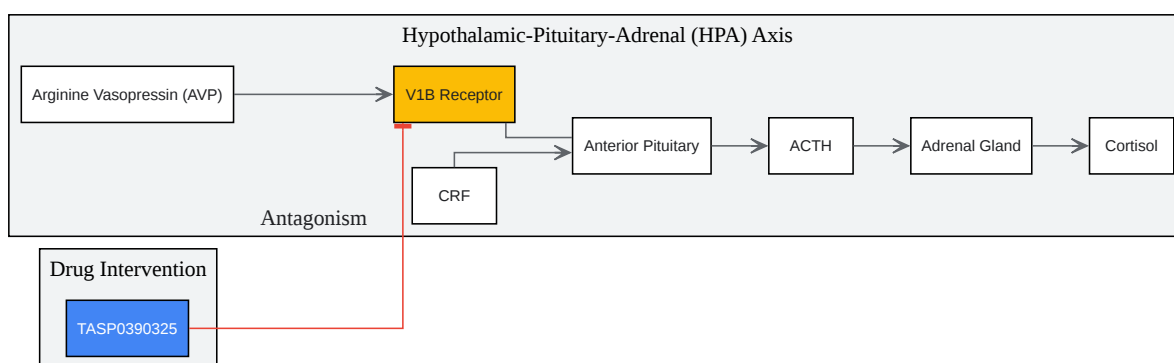 Hypothalamic-Pituitary-Adrenal (HPA) Axis
Arginine Vasopressin (AVP)
V1B Receptor
Anterior Pituitary
ACTH
Adrenal Gland
Cortisol
CRF
Antagonism
Drug Intervention
TASP0390325